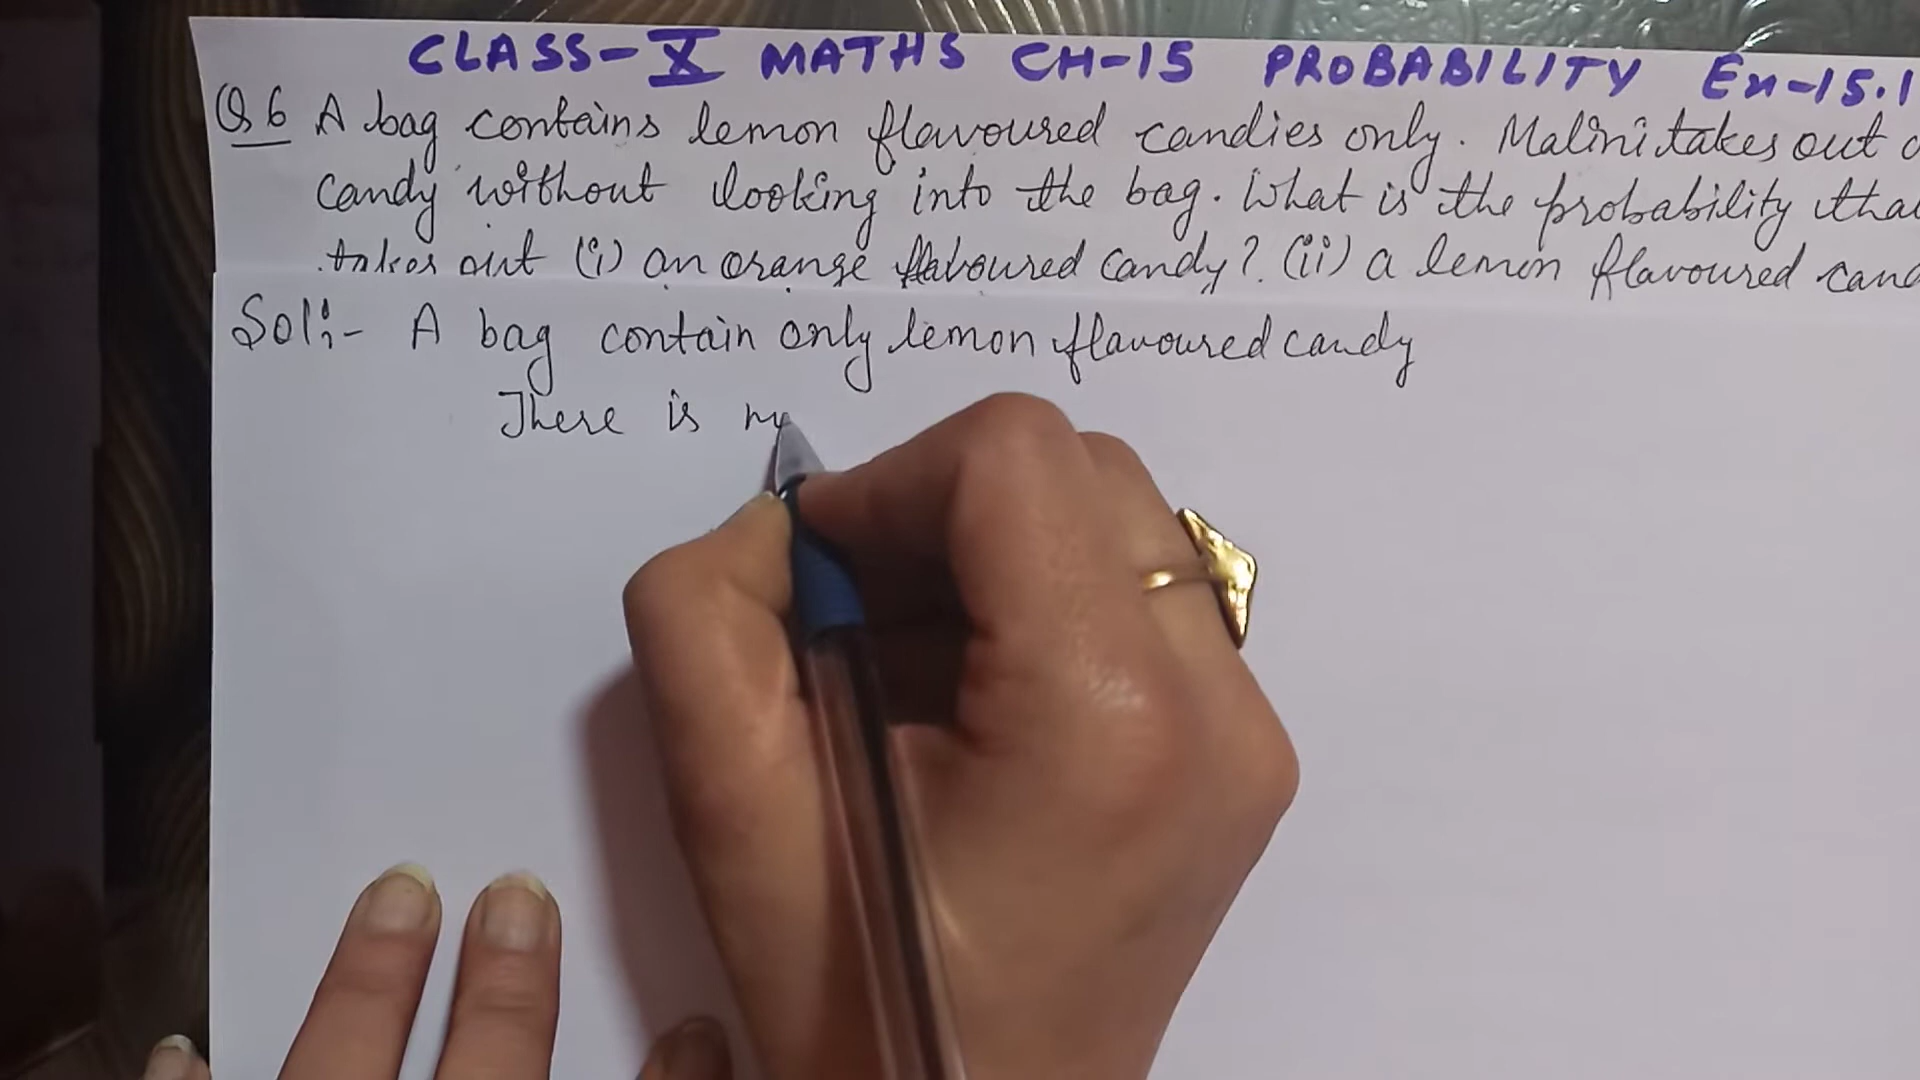 CLASS-X MATHS CH-15 PROBABILITY Ex-15.1
Q6 A bag contains lemon flavoured candies only. Malini takes out
candy without looking into the bag. What is the probability tha
takes out (i) an orange flavoured candy? (ii) a lemon flavoured can
Sol:- A bag contain only lemon flavoured candy
There is